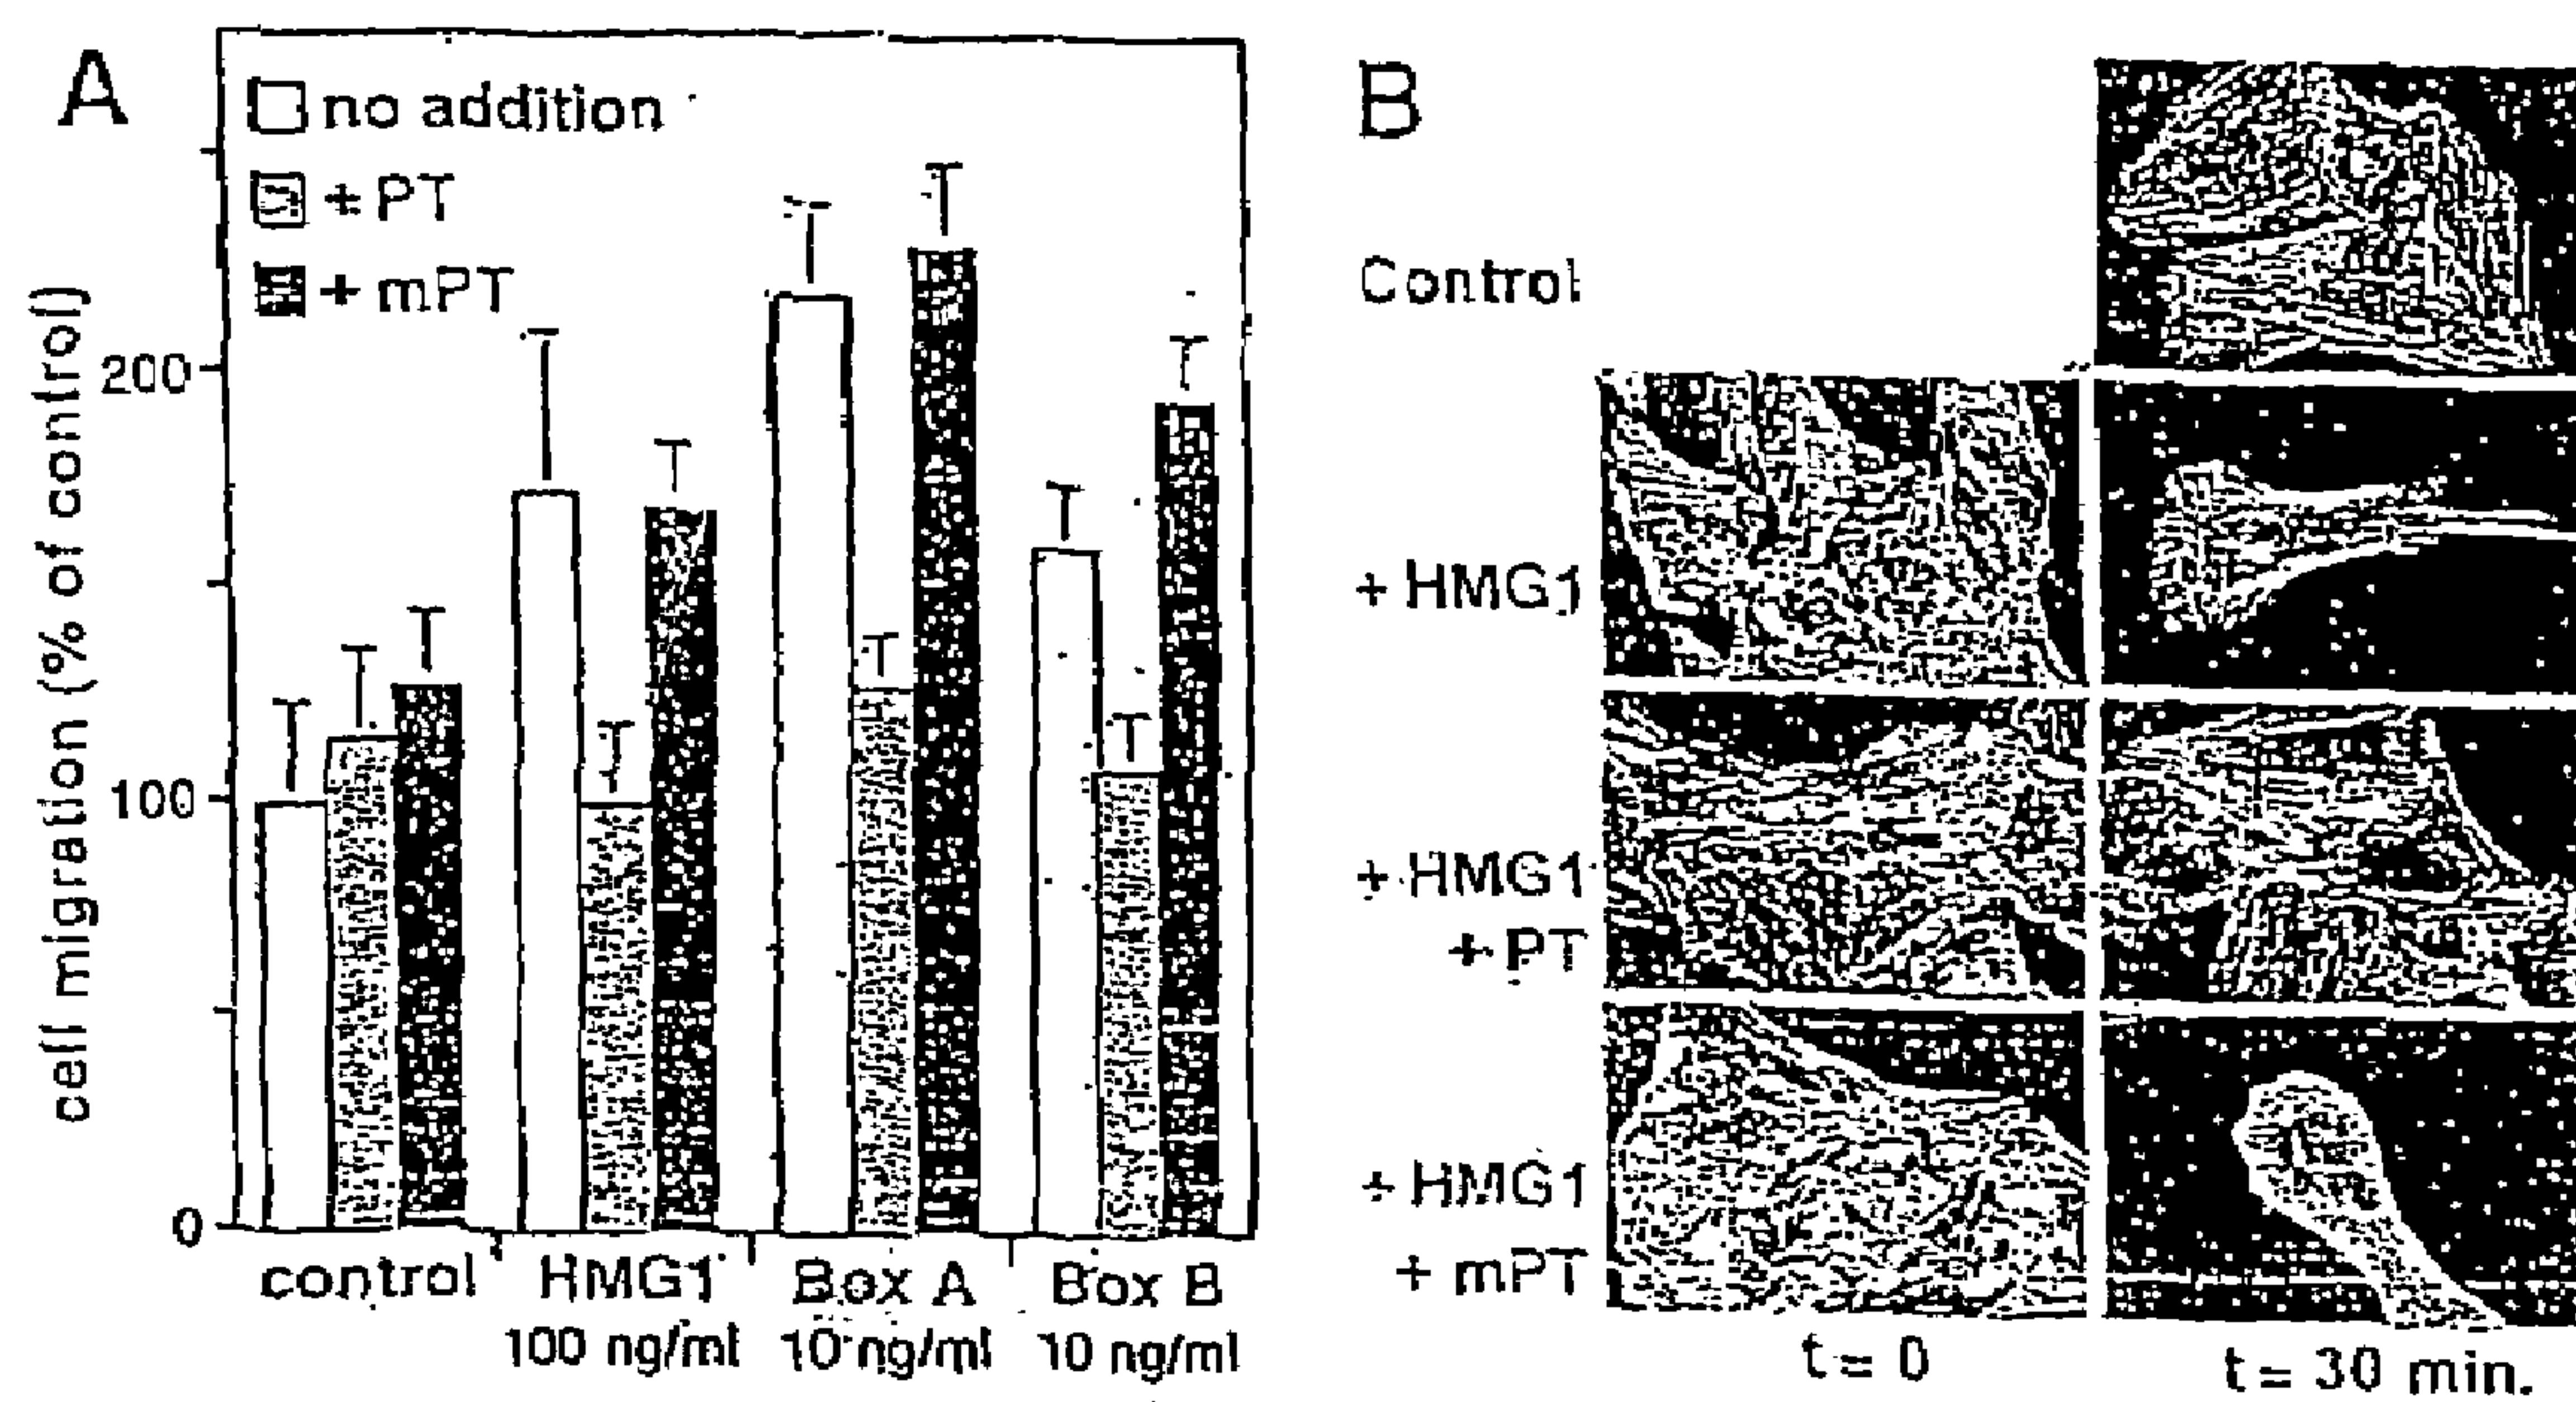 A
no addition
+ PT
+ mPT
cell migration (% of control)
200
100
0
control
HMG1
Box A
Box B
100 ng/ml
10 ng/ml
10 ng/ml
B
Control
+ HMG1
+ HMG1
+ PT
+ HMG1
+ mPT
t = 0
t = 30 min.